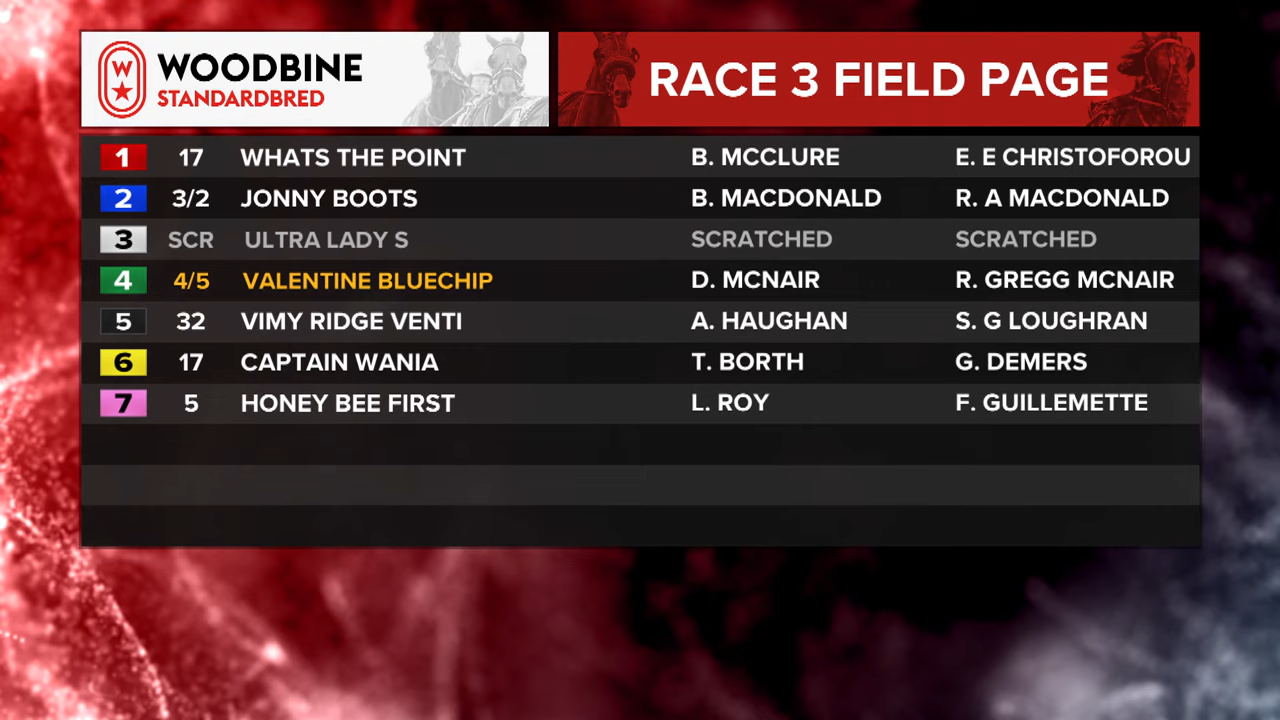 W
WOODBINE
STANDARDBRED
RACE 3 FIELD PAGE
1 17 WHATS THE POINT B. MCCLURE E. E CHRISTOFOROU
2 3/2 JONNY BOOTS B. MACDONALD R. A MACDONALD
3 SCR ULTRA LADY S SCRATCHED SCRATCHED
4 4/5 VALENTINE BLUECHIP D. MCNAIR R. GREGG MCNAIR
5 32 VIMY RIDGE VENTI A. HAUGHAN S. G LOUGHRAN
6 17 CAPTAIN WANIA T. BORTH G. DEMERS
7 5 HONEY BEE FIRST L. ROY F. GUILLEMETTE